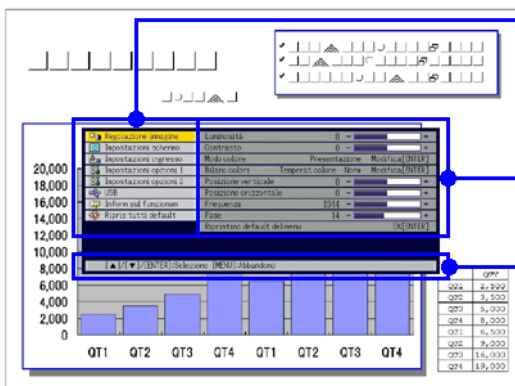 Regolazione immagine
Impostazioni schermo
Impostazioni ingresso
Impostazioni opzioni 1
Impostazioni opzioni 2
USB
Inform sul funzionam
Ripris tutti default
Luminosità 0 - +
Contrasto 0 - +
Modo colore Presentazione Modifica[ENTER]
Bilanc colori Temperat.colore Norm Modifica[ENTER]
Posizione verticale 0 - +
Posizione orizzontale 0 - +
Frequenza 1344 - +
Fase 14 - +
Ripristino default del menu OK[ENTER]
[▲]/[▼]/[ENTER]:Selezione [MENU]:Abbandono
20,000
18,000
16,000
14,000
12,000
10,000
8,000
6,000
4,000
2,000
0
QT1 QT2 QT3 QT4 QT1 QT2 QT3 QT4
QTY
QT1 2,500
QT2 3,500
QT3 5,000
QT4 8,000
QT1 6,500
QT2 9,500
QT3 16,000
QT4 19,000